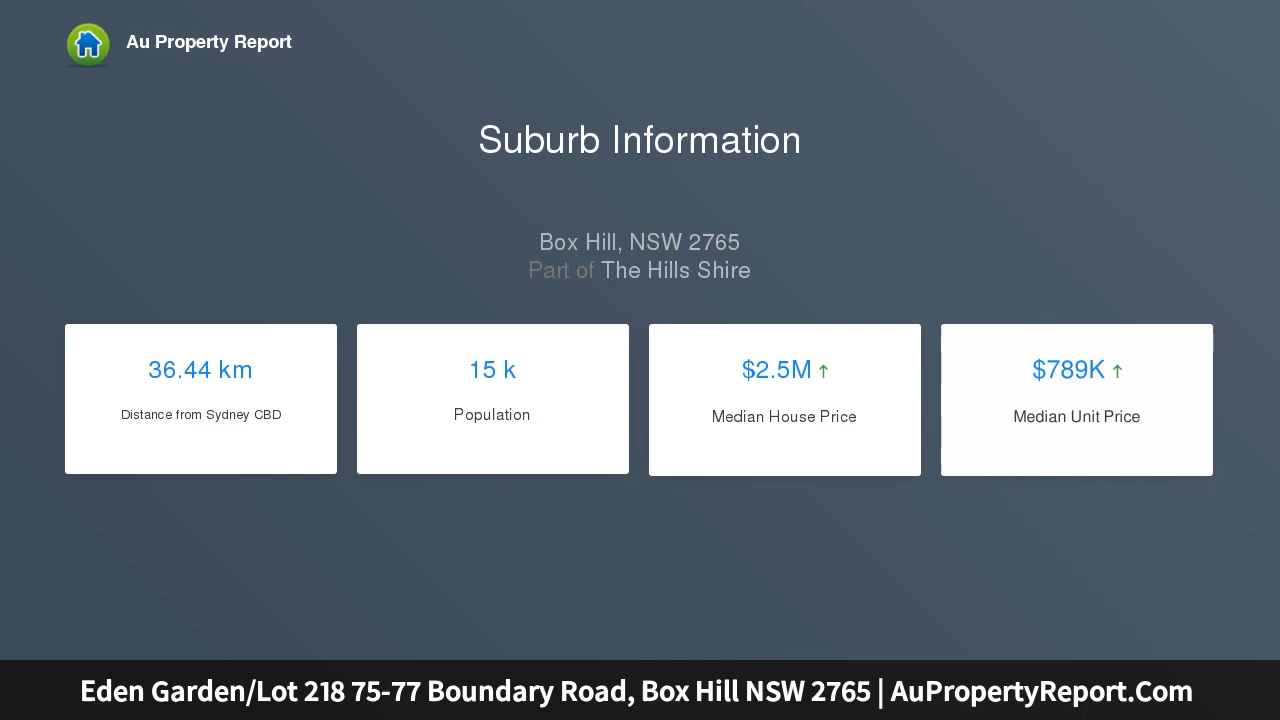 Au Property Report
Suburb Information
Box Hill, NSW 2765
Part of The Hills Shire
36.44 km
Distance from Sydney CBD
15 k
Population
$2.5M ↑
Median House Price
$789K ↑
Median Unit Price
Eden Garden/Lot 218 75-77 Boundary Road, Box Hill NSW 2765 | AuPropertyReport.Com